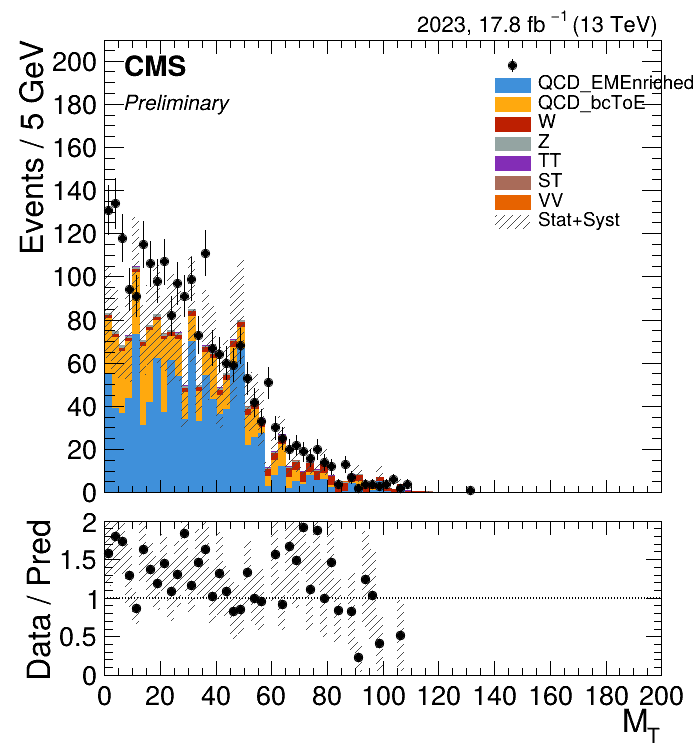 2023, 17.8 fb⁻¹ (13 TeV)
CMS
Preliminary
QCD_EMEnriched
QCD_bcToE
W
Z
TT
ST
VV
Stat+Syst
Events / 5 GeV
200
180
160
140
120
100
80
60
40
20
0
Data / Pred
2
1.5
1
0.5
0
0 20 40 60 80 100 120 140 160 180 200
M_T